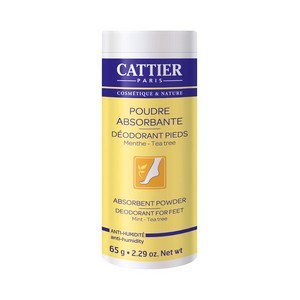 CATTIER
PARIS
COSMÉTIQUE & NATURE
POUDRE
ABSORBANTE
DÉODORANT PIEDS
Menthe - Tea tree
ABSORBENT POWDER
DEODORANT FOR FEET
Mint - Tea tree
ANTI-HUMIDITÉ
anti-humidity
65 g • 2.29 oz. Net wt